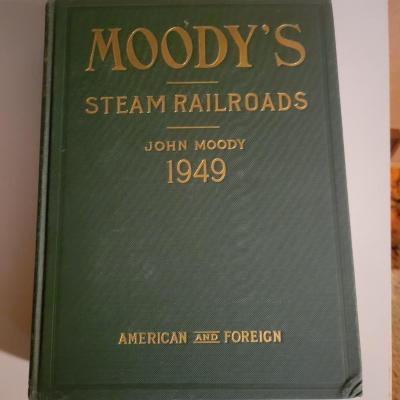 MOODY'S
STEAM RAILROADS
JOHN MOODY
1949
AMERICAN AND FOREIGN